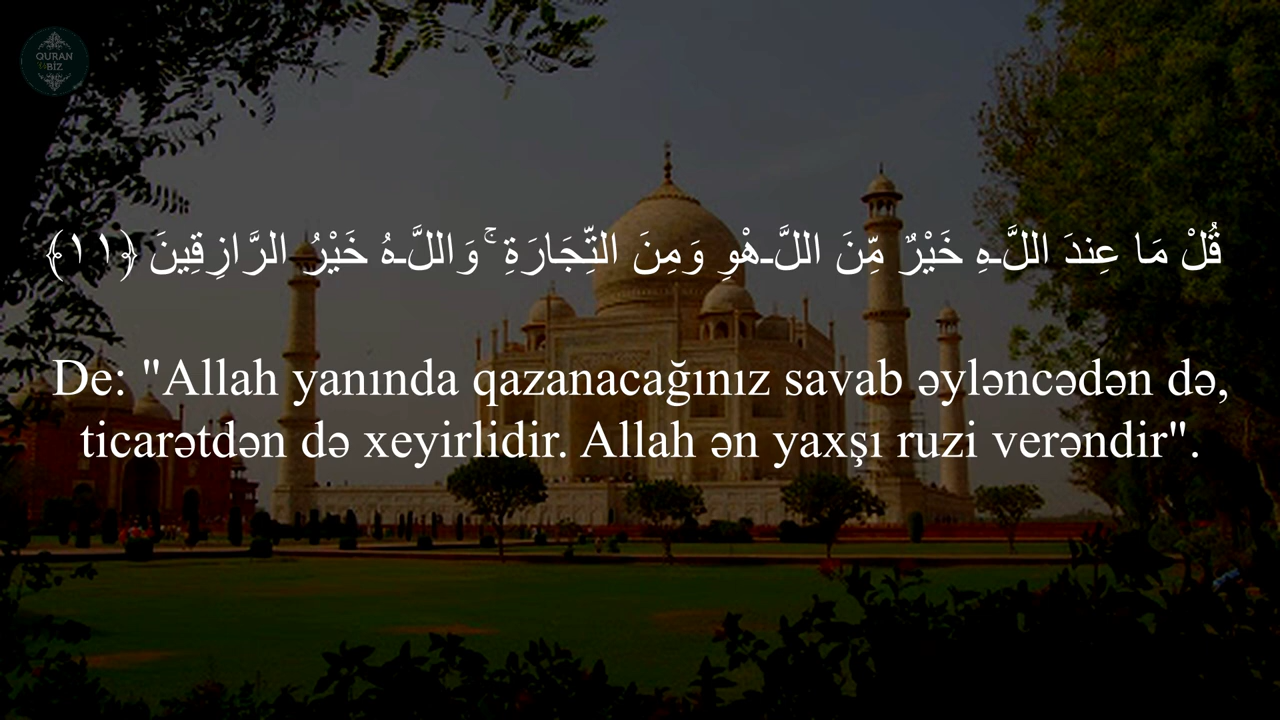 QURAN
VƏ
BİZ
قُلْ مَا عِندَ اللَّـهِ خَيْرٌ مِّنَ اللَّـهْوِ وَمِنَ التِّجَارَةِ ۚ وَاللَّـهُ خَيْرُ الرَّازِقِينَ ﴿١١﴾
De: "Allah yanında qazanacağınız savab əyləncədən də,
ticarətdən də xeyirlidir. Allah ən yaxşı ruzi verəndir".